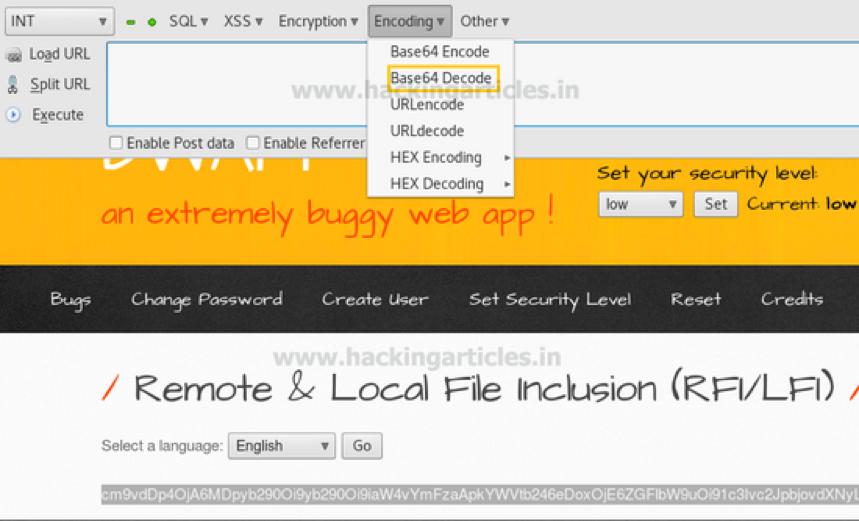 INT SQL XSS Encryption Encoding Other
Load URL
Split URL
Execute
Base64 Encode
Base64 Decode
URLencode
URLdecode
HEX Encoding
HEX Decoding
www.hackingarticles.in
Enable Post data Enable Referrer
an extremely buggy web app !
Set your security level:
low Set Current: low
Bugs Change Password Create User Set Security Level Reset Credits
www.hackingarticles.in
/ Remote & Local File Inclusion (RFI/LFI) /
Select a language: English Go